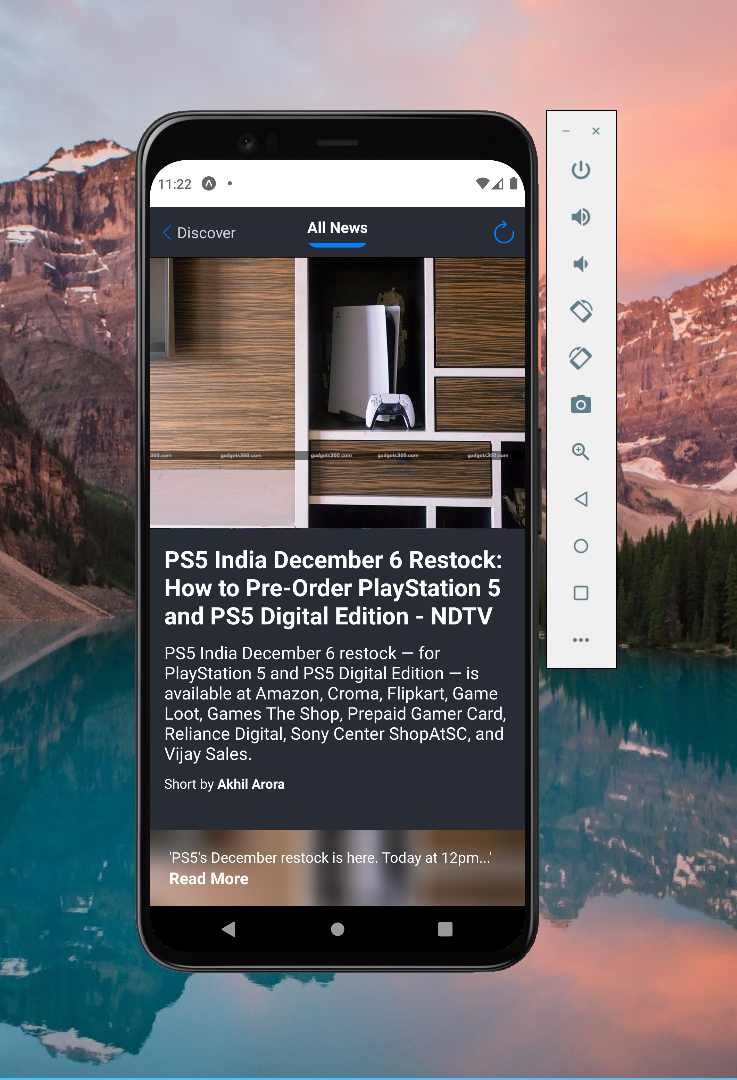 11:22
Discover
All News
360.com gadgets360.com gadgets360.com gadgets360.com gadgets360.com
PS5 India December 6 Restock:
How to Pre-Order PlayStation 5
and PS5 Digital Edition - NDTV
PS5 India December 6 restock — for
PlayStation 5 and PS5 Digital Edition — is
available at Amazon, Croma, Flipkart, Game
Loot, Games The Shop, Prepaid Gamer Card,
Reliance Digital, Sony Center ShopAtSC, and
Vijay Sales.
Short by Akhil Arora
'PS5's December restock is here. Today at 12pm...'
Read More